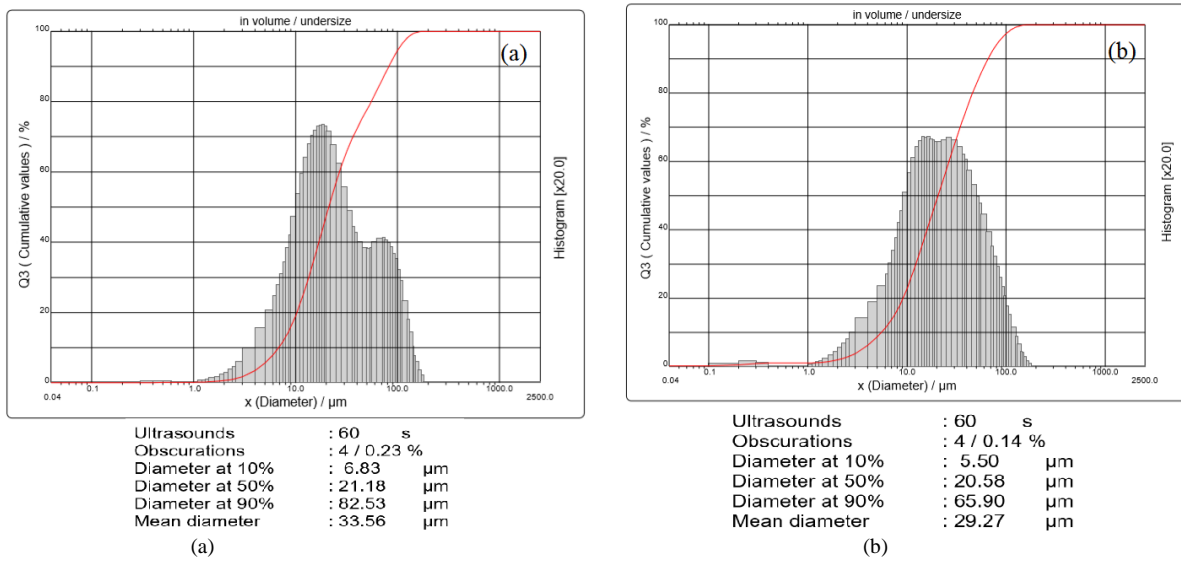 in volume / undersize
(a)
Q3 ( Cumulative values ) / %
100
80
60
40
20
0
0.04
0.1
1.0
10.0
100.0
1000.0
2500.0
x (Diameter) / µm
Histogram [x20.0]
Ultrasounds : 60 s
Obscurations : 4 / 0.23 %
Diameter at 10% : 6.83 µm
Diameter at 50% : 21.18 µm
Diameter at 90% : 82.53 µm
Mean diameter : 33.56 µm
(a)
in volume / undersize
(b)
Q3 ( Cumulative values ) / %
100
80
60
40
20
0
0.04
0.1
1.0
10.0
100.0
1000.0
2500.0
x (Diameter) / µm
Histogram [x20.0]
Ultrasounds : 60 s
Obscurations : 4 / 0.14 %
Diameter at 10% : 5.50 µm
Diameter at 50% : 20.58 µm
Diameter at 90% : 65.90 µm
Mean diameter : 29.27 µm
(b)